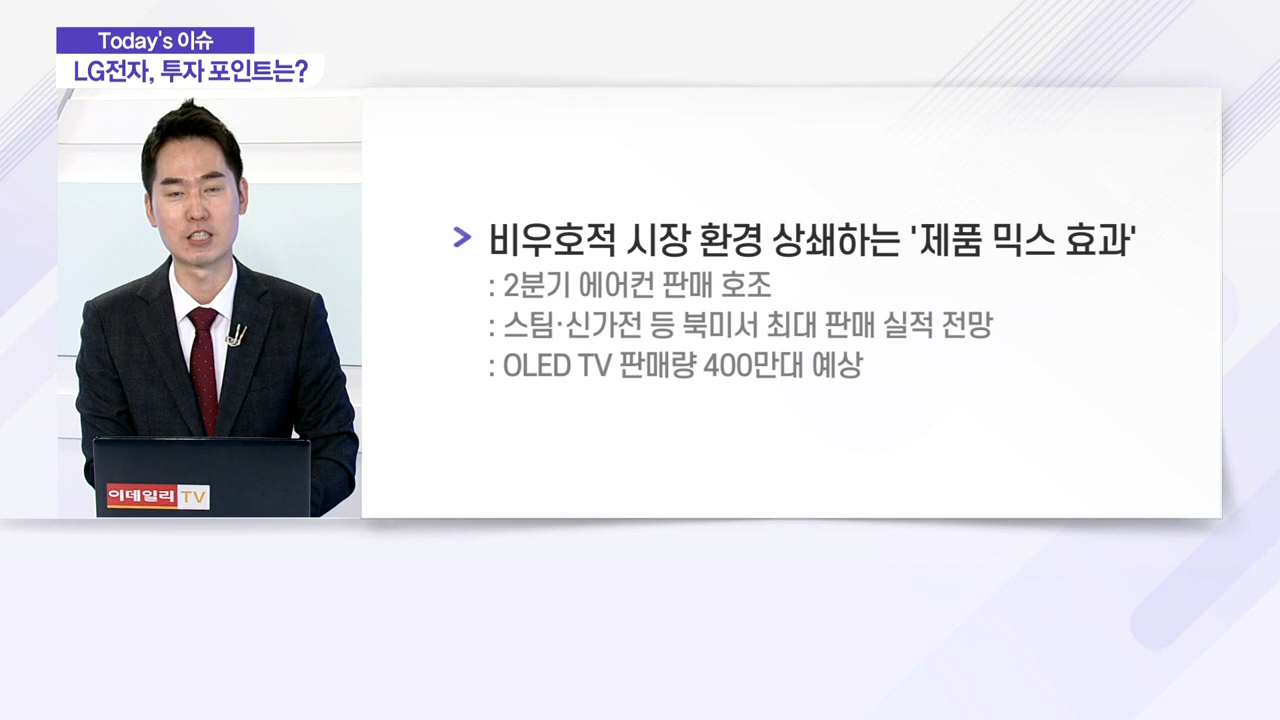 Today's 이슈
LG전자, 투자 포인트는?
> 비우호적 시장 환경 상쇄하는 '제품 믹스 효과'
: 2분기 에어컨 판매 호조
: 스팀·신가전 등 북미서 최대 판매 실적 전망
: OLED TV 판매량 400만대 예상
이데일리 TV